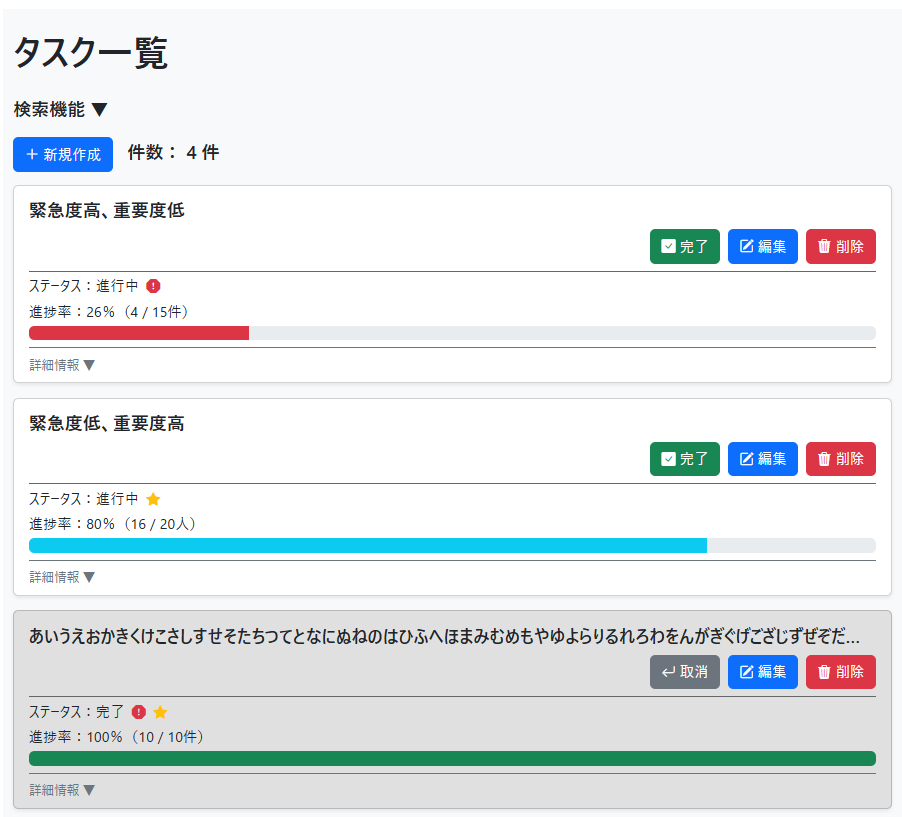 タスク一覧
検索機能 ▼
＋ 新規作成 件数： 4 件
緊急度高、重要度低
完了 編集 削除
ステータス：進行中
進捗率：26%（4 / 15件）
詳細情報 ▼
緊急度低、重要度高
完了 編集 削除
ステータス：進行中
進捗率：80%（16 / 20人）
詳細情報 ▼
あいうえおかきくけこさしすせそたちつてとなにぬねのはひふへほまみむめもやゆよらりるれろわをんがぎぐげござじずぜぞだ...
取消 編集 削除
ステータス：完了
進捗率：100%（10 / 10件）
詳細情報 ▼